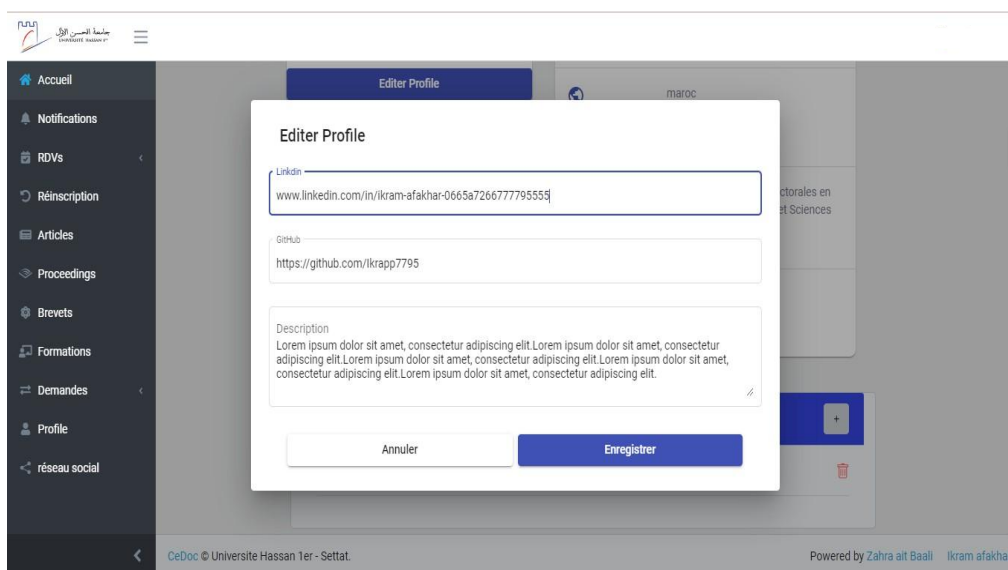 جامعة الحسن الأول
UNIVERSITÉ HASSAN 1er
Accueil
Notifications
RDVs
Réinscription
Articles
Proceedings
Brevets
Formations
Demandes
Profile
réseau social
Editer Profile
maroc
ctorales en
et Sciences
Editer Profile
Linkdin
www.linkedin.com/in/ikram-afakhar-0665a7266777795555
GitHub
https://github.com/Ikrapp7795
Description
Lorem ipsum dolor sit amet, consectetur adipiscing elit.Lorem ipsum dolor sit amet, consectetur
adipiscing elit.Lorem ipsum dolor sit amet, consectetur adipiscing elit.Lorem ipsum dolor sit amet,
consectetur adipiscing elit.Lorem ipsum dolor sit amet, consectetur adipiscing elit.
Annuler
Enregistrer
+
CeDoc © Universite Hassan 1er - Settat.
Powered by Zahra ait Baali Ikram afakha